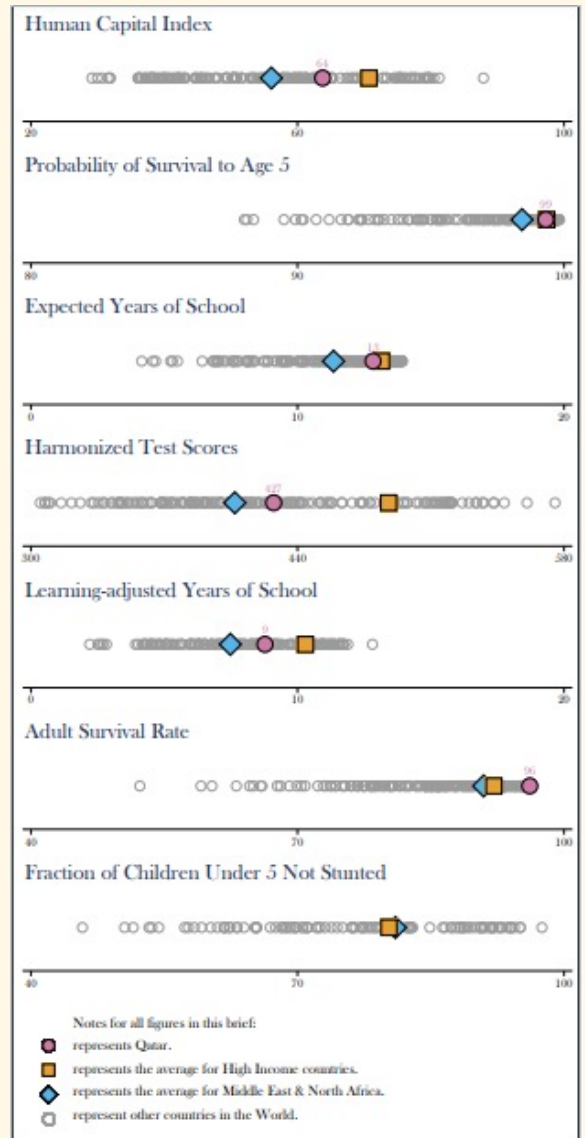 Human Capital Index
64
20 60 100
Probability of Survival to Age 5
99
80 90 100
Expected Years of School
13
0 10 20
Harmonized Test Scores
427
300 440 580
Learning-adjusted Years of School
9
0 10 20
Adult Survival Rate
96
40 70 100
Fraction of Children Under 5 Not Stunted
40 70 100
Notes for all figures in this brief:
represents Qatar.
represents the average for High Income countries.
represents the average for Middle East & North Africa.
represent other countries in the World.